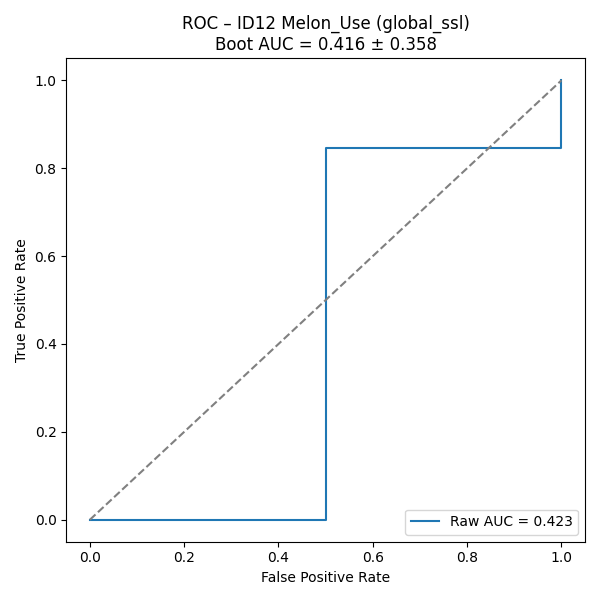 ROC – ID12 Melon_Use (global_ssl)
Boot AUC = 0.416 ± 0.358
True Positive Rate
1.0
0.8
0.6
0.4
0.2
0.0
Raw AUC = 0.423
0.0 0.2 0.4 0.6 0.8 1.0
False Positive Rate